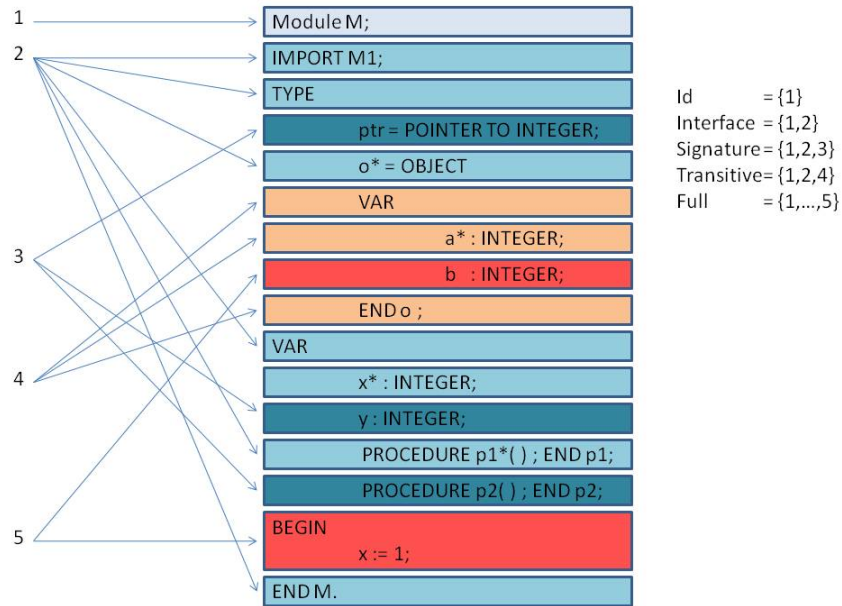 1
Module M;
2
IMPORT M1;
TYPE
ptr = POINTER TO INTEGER;
o* = OBJECT
VAR
3
a* : INTEGER;
b : INTEGER;
END o ;
4
VAR
x* : INTEGER;
y : INTEGER;
PROCEDURE p1*( ) ; END p1;
PROCEDURE p2() ; END p2;
5
BEGIN
x := 1;
END M.
Id = {1}
Interface = {1,2}
Signature = {1,2,3}
Transitive = {1,2,4}
Full = {1,...,5}